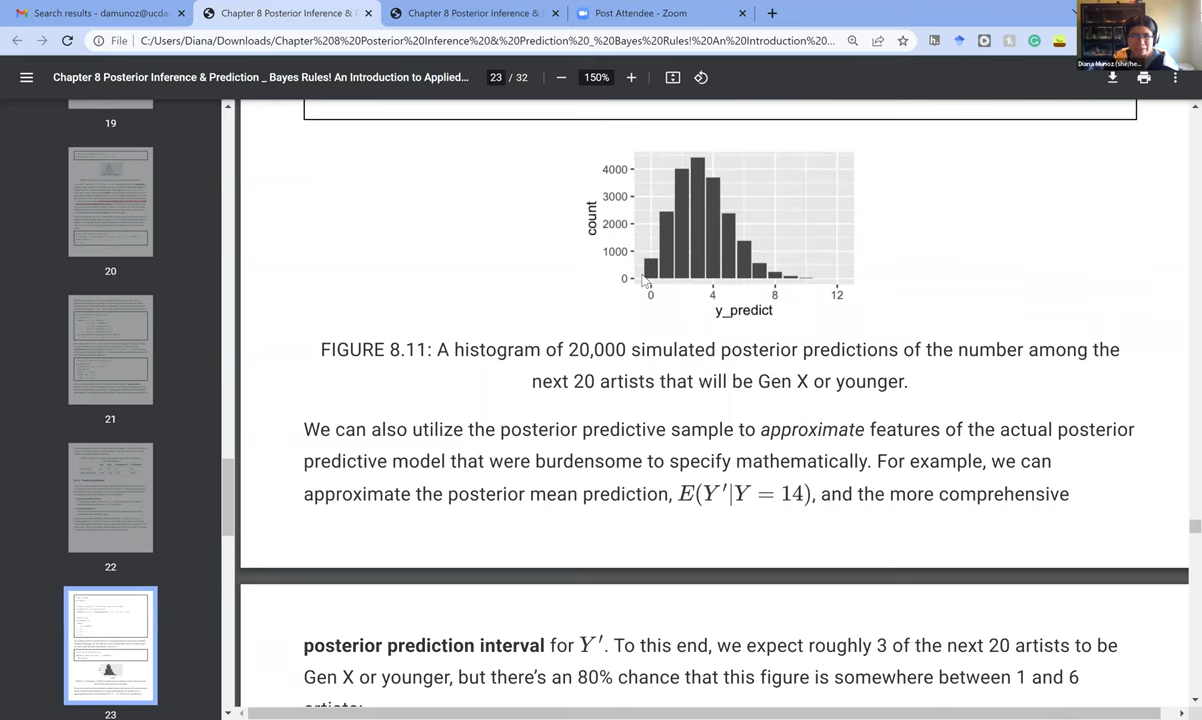 Search results - damunoz@ucda
Chapter 8 Posterior Inference & F
Chapter 8 Posterior Inference &
Post Attendee - Zoom
File
C:/Users/Diana/Downloads/Chapter%208%20Posterior%20Inference%20&%20Prediction%20_%20Bayes%20Rules!%20An%20Introduction%20to%20Applied...
Diana Munoz (she/he...
Chapter 8 Posterior Inference & Prediction _ Bayes Rules! An Introduction to Applied...
23 / 32
150%
19
20
21
22
23
4000
3000
2000
1000
0
count
0 4 8 12
y_predict
FIGURE 8.11: A histogram of 20,000 simulated posterior predictions of the number among the
next 20 artists that will be Gen X or younger.
We can also utilize the posterior predictive sample to approximate features of the actual posterior
predictive model that were burdensome to specify mathematically. For example, we can
approximate the posterior mean prediction, E(Y′|Y = 14), and the more comprehensive
posterior prediction interval for Y′. To this end, we expect roughly 3 of the next 20 artists to be
Gen X or younger, but there's an 80% chance that this figure is somewhere between 1 and 6
artists: